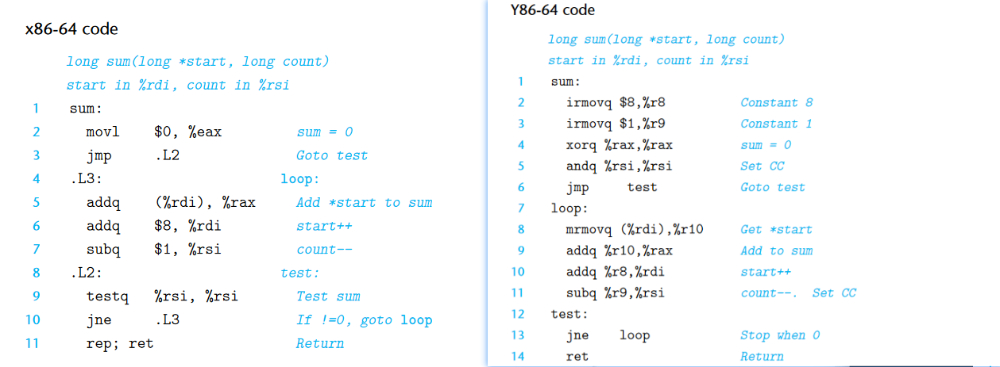 x86-64 code
long sum(long *start, long count)
start in %rdi, count in %rsi
1 sum:
2 movl $0, %eax sum = 0
3 jmp .L2 Goto test
4 .L3: loop:
5 addq (%rdi), %rax Add *start to sum
6 addq $8, %rdi start++
7 subq $1, %rsi count--
8 .L2: test:
9 testq %rsi, %rsi Test sum
10 jne .L3 If !=0, goto loop
11 rep; ret Return
Y86-64 code
long sum(long *start, long count)
start in %rdi, count in %rsi
1 sum:
2 irmovq $8,%r8 Constant 8
3 irmovq $1,%r9 Constant 1
4 xorq %rax,%rax sum = 0
5 andq %rsi,%rsi Set CC
6 jmp test Goto test
7 loop:
8 mrmovq (%rdi),%r10 Get *start
9 addq %r10,%rax Add to sum
10 addq %r8,%rdi start++
11 subq %r9,%rsi count--. Set CC
12 test:
13 jne loop Stop when 0
14 ret Return